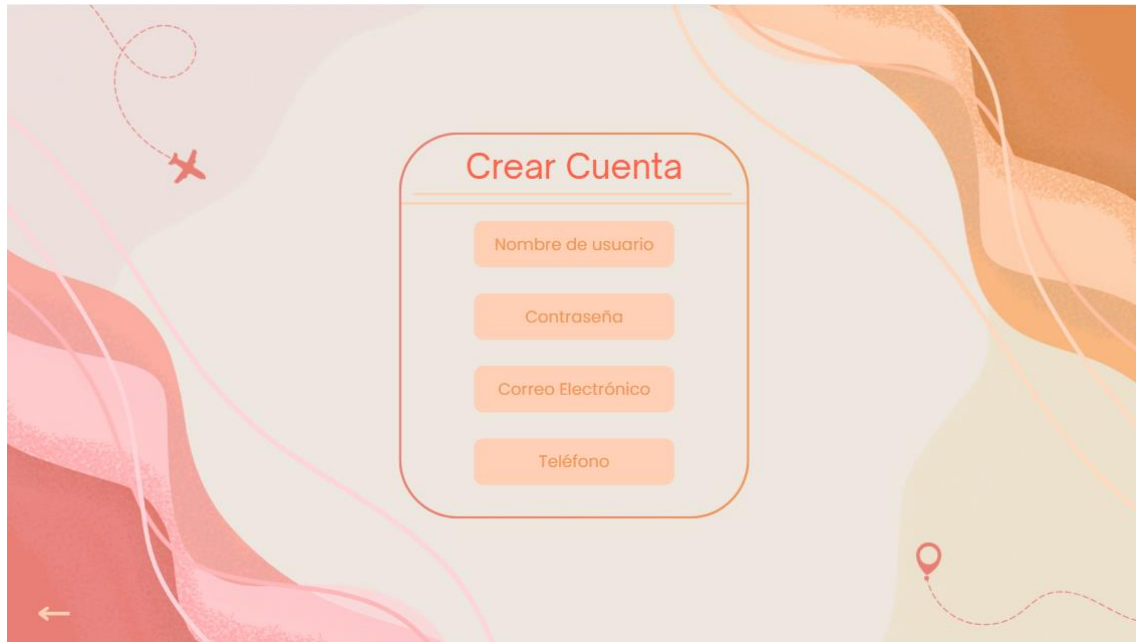 Crear Cuenta
Nombre de usuario
Contraseña
Correo Electrónico
Teléfono